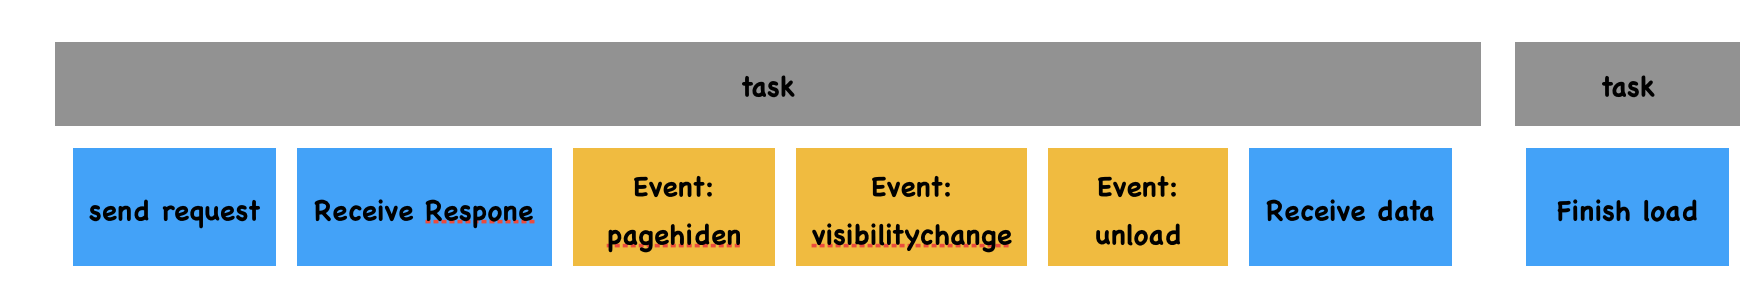 task
task
send request
Receive Respone
Event:
pagehiden
Event:
visibilitychange
Event:
unload
Receive data
Finish load